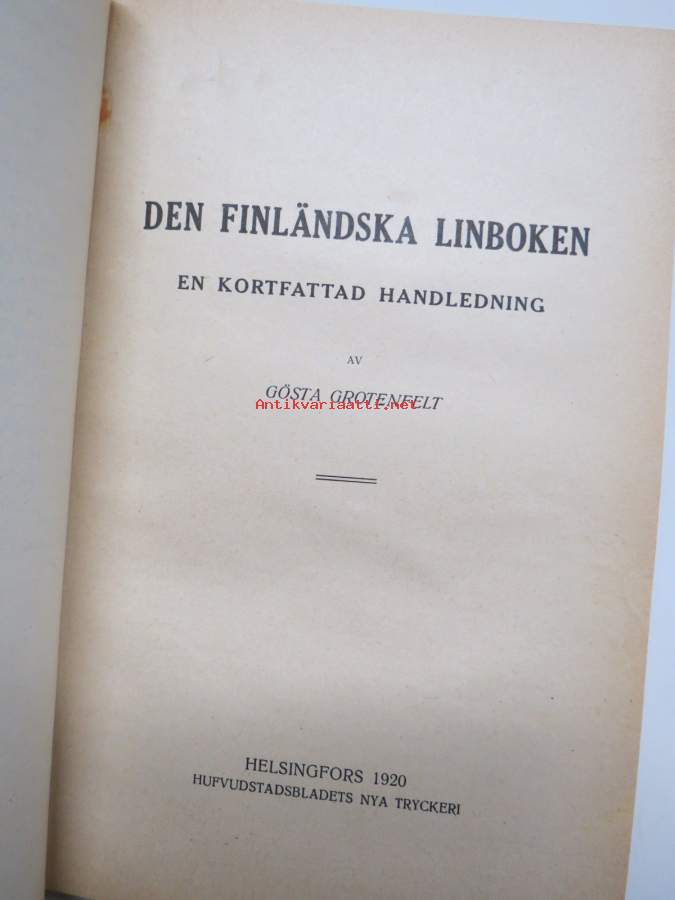 DEN FINLÄNDSKA LINBOKEN
EN KORTFATTAD HANDLEDNING
AV
GÖSTA GROTENFELT
Antikvariaatti.net
HELSINGFORS 1920
HUFVUDSTADSBLADETS NYA TRYCKERI